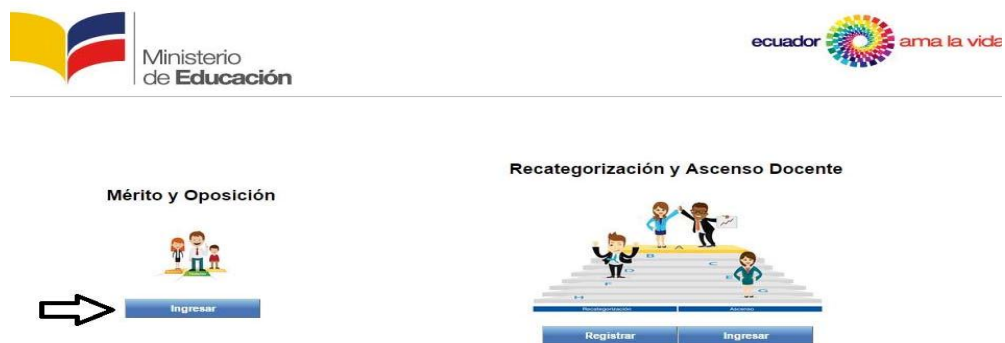 Ministerio
de Educación
ecuador ama la vida
Mérito y Oposición
Ingresar
Recategorización y Ascenso Docente
A
B
C
D
E
F
G
H
Recategorización Ascenso
Registrar Ingresar